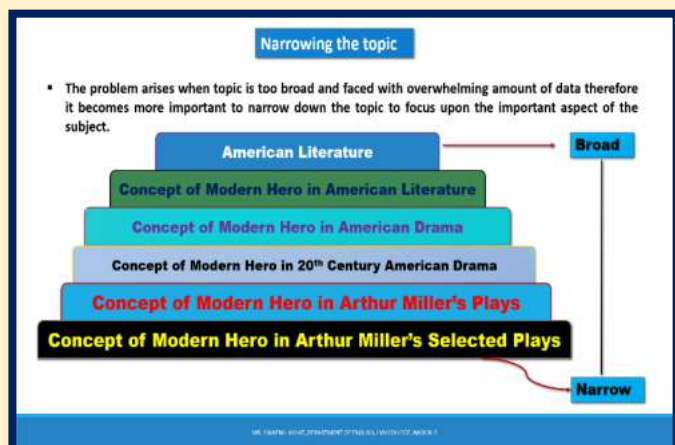 Narrowing the topic
▪ The problem arises when topic is too broad and faced with overwhelming amount of data therefore
it becomes more important to narrow down the topic to focus upon the important aspect of the
subject.
American Literature
Broad
Concept of Modern Hero in American Literature
Concept of Modern Hero in American Drama
Concept of Modern Hero in 20th Century American Drama
Concept of Modern Hero in Arthur Miller's Plays
Concept of Modern Hero in Arthur Miller's Selected Plays
Narrow
DEPARTMENT OF ENGLISH